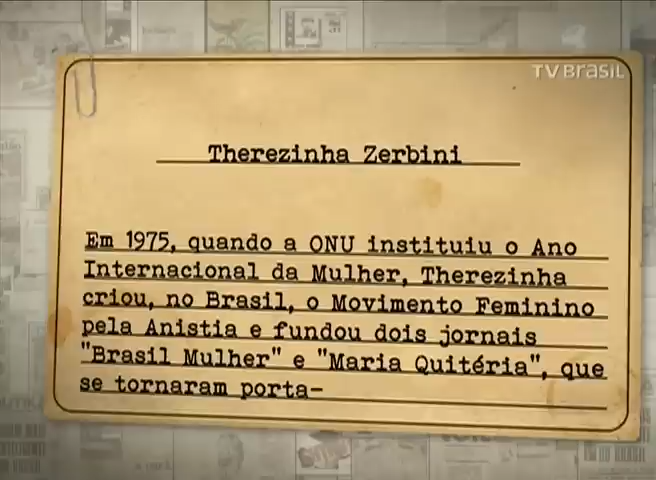 TV BRASIL
Therezinha Zerbini
Em 1975, quando a ONU instituiu o Ano
Internacional da Mulher, Therezinha
criou, no Brasil, o Movimento Feminino
pela Anistia e fundou dois jornais
"Brasil Mulher" e "Maria Quitéria", que
se tornaram porta-